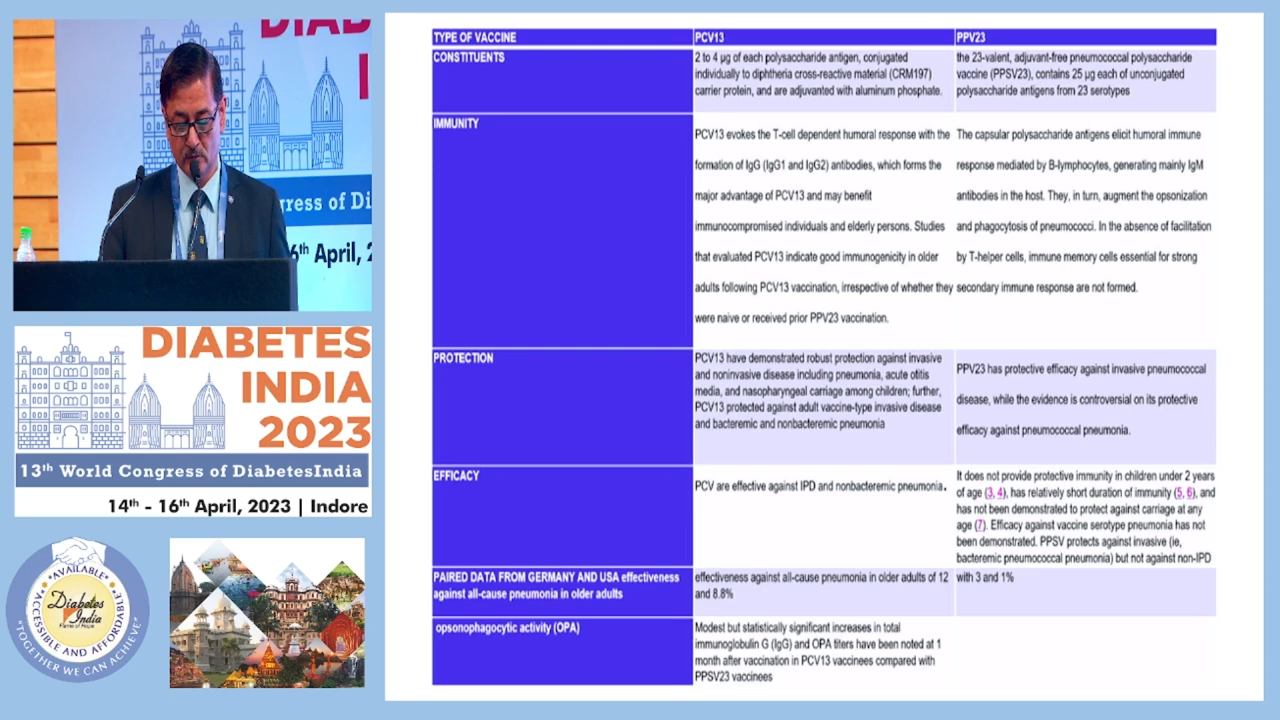 DIAB
I
gress of Di
6th April, 2
DIABETES
INDIA
2023
13th World Congress of DiabetesIndia
14th - 16th April, 2023 | Indore
"AVAILABLE"
"ACCESSIBLE AND AFFORDABLE"
Diabetes
India
"TOGETHER WE CAN ACHIEVE"
TYPE OF VACCINE
PCV13
PPV23
CONSTITUENTS
2 to 4 µg of each polysaccharide antigen, conjugated
individually to diphtheria cross-reactive material (CRM197)
carrier protein, and are adjuvanted with aluminum phosphate.
the 23-valent, adjuvant-free pneumococcal polysaccharide
vaccine (PPSV23), contains 25 µg each of unconjugated
polysaccharide antigens from 23 serotypes
IMMUNITY
PCV13 evokes the T-cell dependent humoral response with the
formation of IgG (IgG1 and IgG2) antibodies, which forms the
major advantage of PCV13 and may benefit
immunocompromised individuals and elderly persons. Studies
that evaluated PCV13 indicate good immunogenicity in older
adults following PCV13 vaccination, irrespective of whether they
were naive or received prior PPV23 vaccination.
The capsular polysaccharide antigens elicit humoral immune
response mediated by B-lymphocytes, generating mainly IgM
antibodies in the host. They, in turn, augment the opsonization
and phagocytosis of pneumococci. In the absence of facilitation
by T-helper cells, immune memory cells essential for strong
secondary immune response are not formed.
PROTECTION
PCV13 have demonstrated robust protection against invasive
and noninvasive disease including pneumonia, acute otitis
media, and nasopharyngeal carriage among children; further,
PCV13 protected against adult vaccine-type invasive disease
and bacteremic and nonbacteremic pneumonia
PPV23 has protective efficacy against invasive pneumococcal
disease, while the evidence is controversial on its protective
efficacy against pneumococcal pneumonia.
EFFICACY
PCV are effective against IPD and nonbacteremic pneumonia.
It does not provide protective immunity in children under 2 years
of age (3, 4), has relatively short duration of immunity (5, 6), and
has not been demonstrated to protect against carriage at any
age (7). Efficacy against vaccine serotype pneumonia has not
been demonstrated. PPSV protects against invasive (ie,
bacteremic pneumococcal pneumonia) but not against non-IPD
PAIRED DATA FROM GERMANY AND USA effectiveness
against all-cause pneumonia in older adults
effectiveness against all-cause pneumonia in older adults of 12
and 8.8%
with 3 and 1%
opsonophagocytic activity (OPA)
Modest but statistically significant increases in total
immunoglobulin G (IgG) and OPA titers have been noted at 1
month after vaccination in PCV13 vaccinees compared with
PPSV23 vaccinees